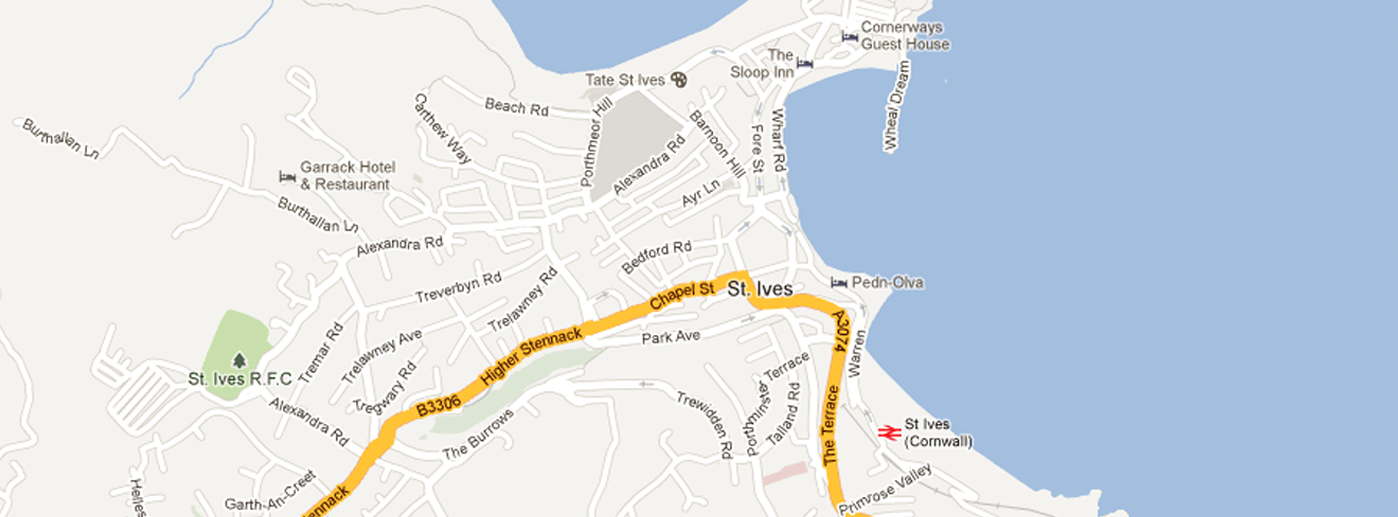 Cornerways
Guest House
The
Sloop Inn
Tate St Ives
Wheal Dream
Beach Rd
Carthew Way
Porthmeor Hill
Barnoon Hill
Fore St
Wharf Rd
Burthallan Ln
Alexandra Rd
Garrack Hotel
& Restaurant
Ayr Ln
Burthallan Ln
Alexandra Rd
Bedford Rd
Treverbyn Rd
Trelawney Rd
Chapel St
St. Ives
Pedn-Olva
A3074
Higher Stennack
Park Ave
Warren
Tremar Rd
Trelawney Ave
Terrace
St. Ives R.F.C
Tregwary Rd
B3306
Trewidden Rd
Porthminster
Talland Rd
The Terrace
Alexandra Rd
The Burrows
St Ives
(Cornwall)
Primrose Valley
Garth-An-Creet
Helles
ennack